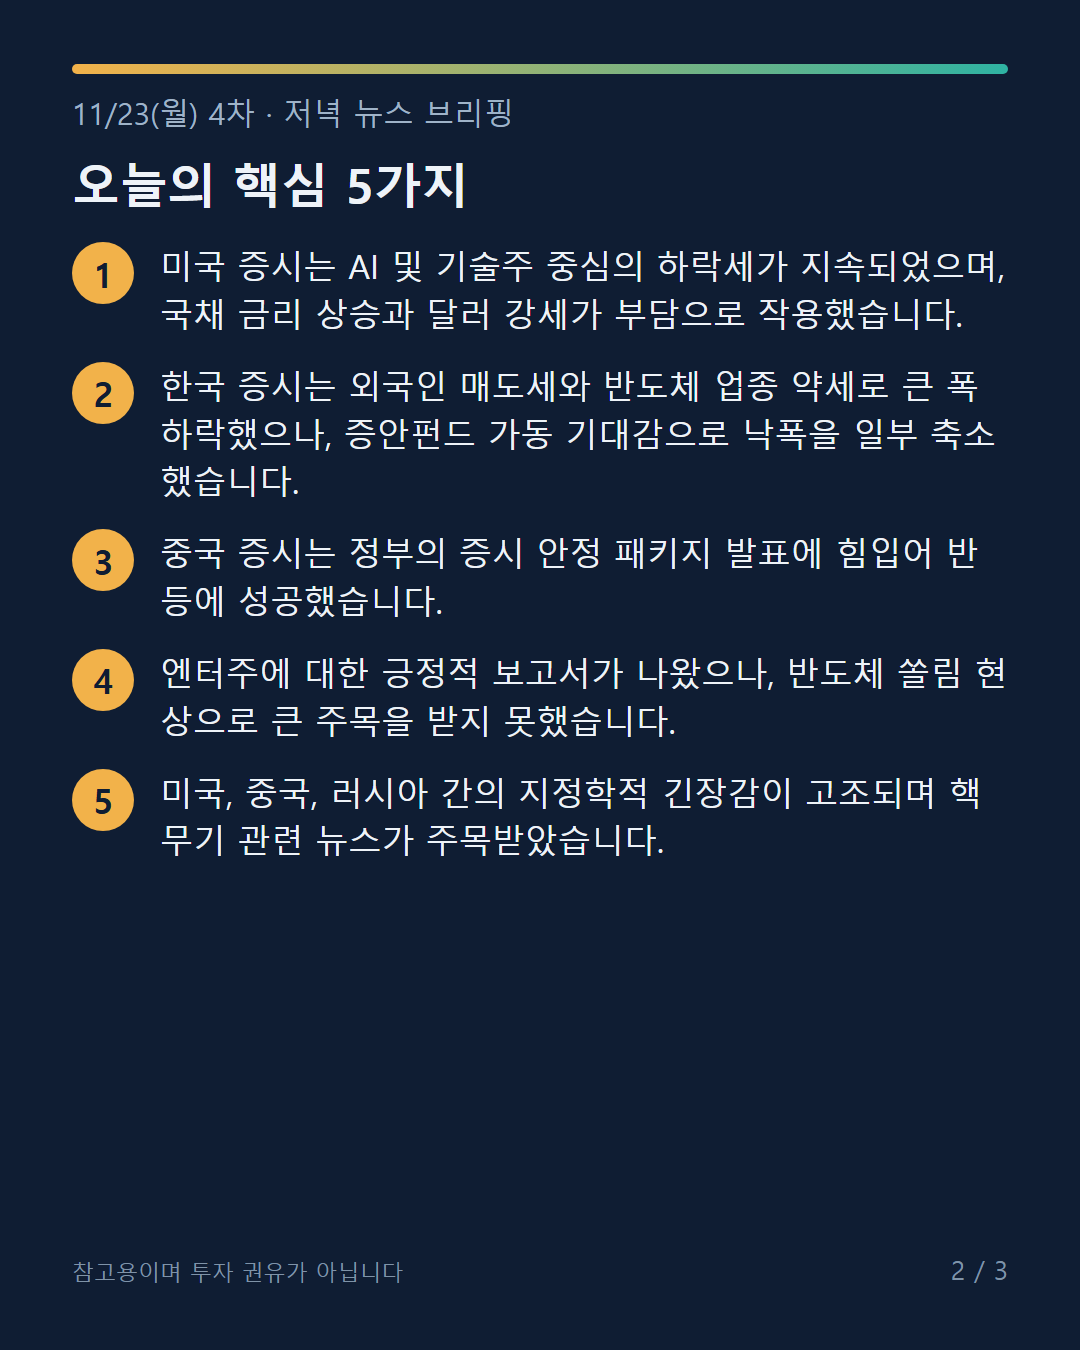 11/23(월) 4차 · 저녁 뉴스 브리핑
오늘의 핵심 5가지
1 미국 증시는 AI 및 기술주 중심의 하락세가 지속되었으며,
국채 금리 상승과 달러 강세가 부담으로 작용했습니다.
2 한국 증시는 외국인 매도세와 반도체 업종 약세로 큰 폭
하락했으나, 증안펀드 가동 기대감으로 낙폭을 일부 축소
했습니다.
3 중국 증시는 정부의 증시 안정 패키지 발표에 힘입어 반
등에 성공했습니다.
4 엔터주에 대한 긍정적 보고서가 나왔으나, 반도체 쏠림 현
상으로 큰 주목을 받지 못했습니다.
5 미국, 중국, 러시아 간의 지정학적 긴장감이 고조되며 핵
무기 관련 뉴스가 주목받았습니다.
참고용이며 투자 권유가 아닙니다
2 / 3